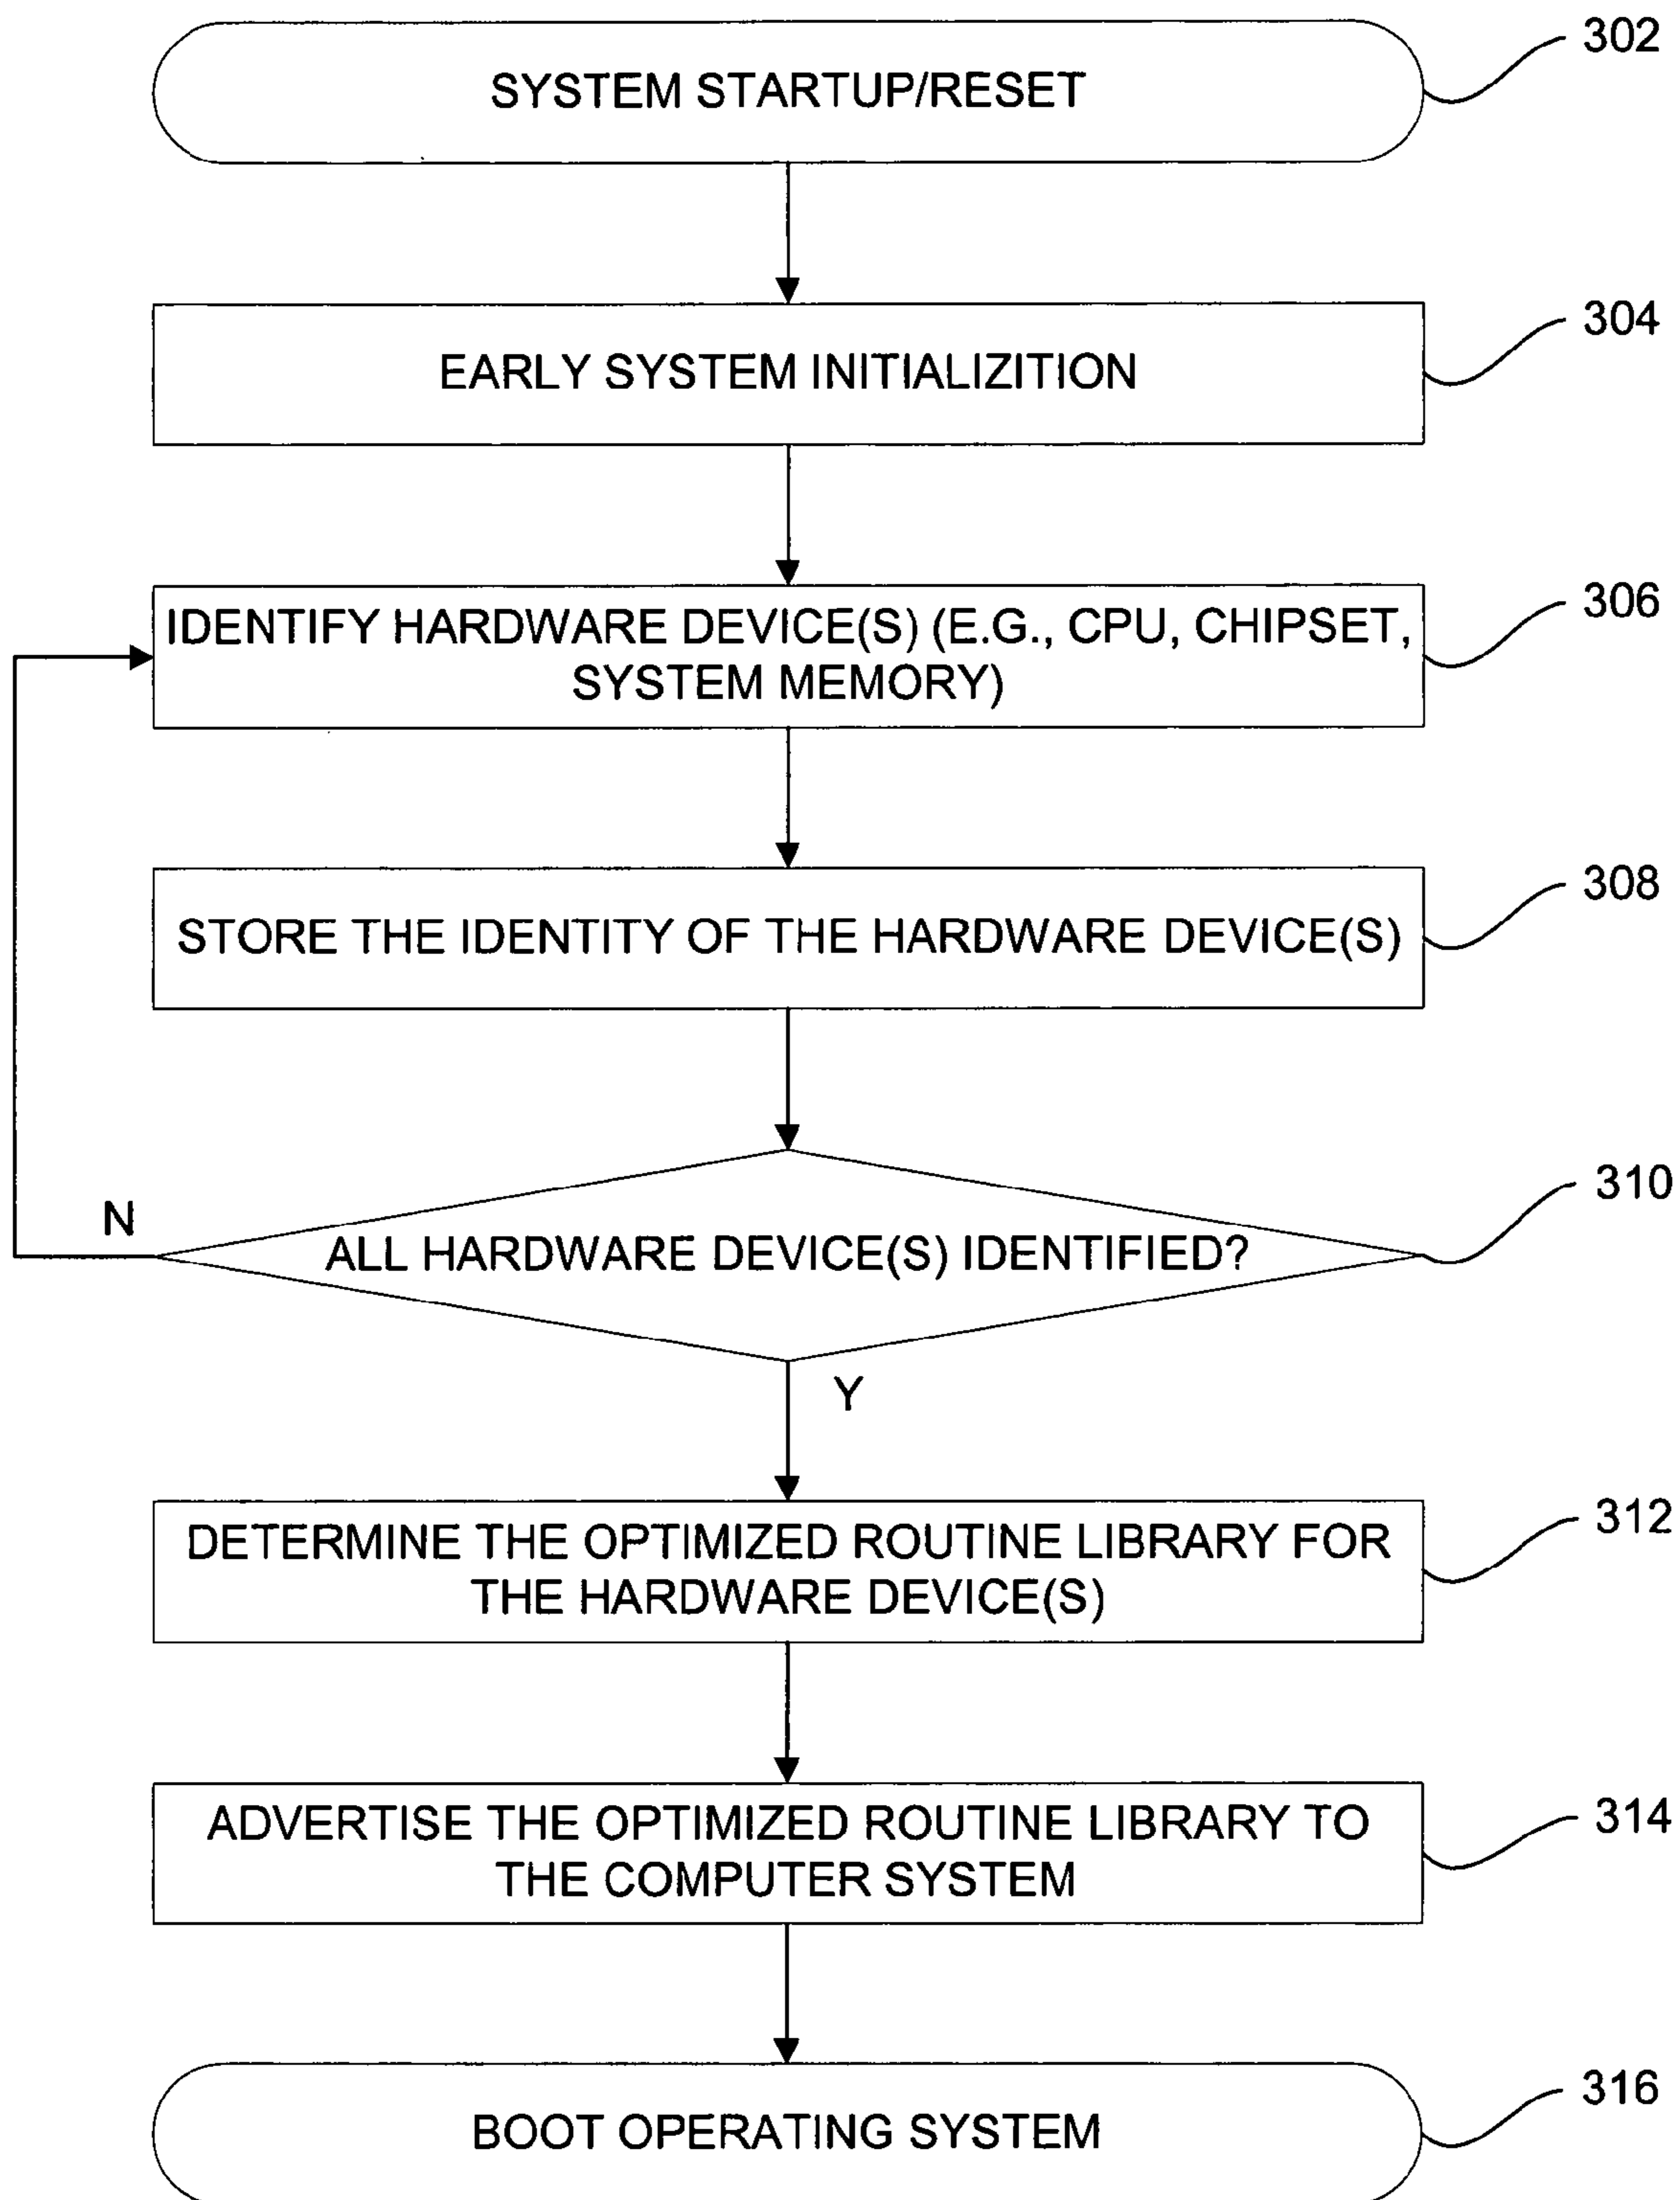 SYSTEM STARTUP/RESET
302
EARLY SYSTEM INITIALIZITION
304
IDENTIFY HARDWARE DEVICE(S) (E.G., CPU, CHIPSET,
SYSTEM MEMORY)
306
STORE THE IDENTITY OF THE HARDWARE DEVICE(S)
308
ALL HARDWARE DEVICE(S) IDENTIFIED?
310
N
Y
DETERMINE THE OPTIMIZED ROUTINE LIBRARY FOR
THE HARDWARE DEVICE(S)
312
ADVERTISE THE OPTIMIZED ROUTINE LIBRARY TO
THE COMPUTER SYSTEM
314
BOOT OPERATING SYSTEM
316